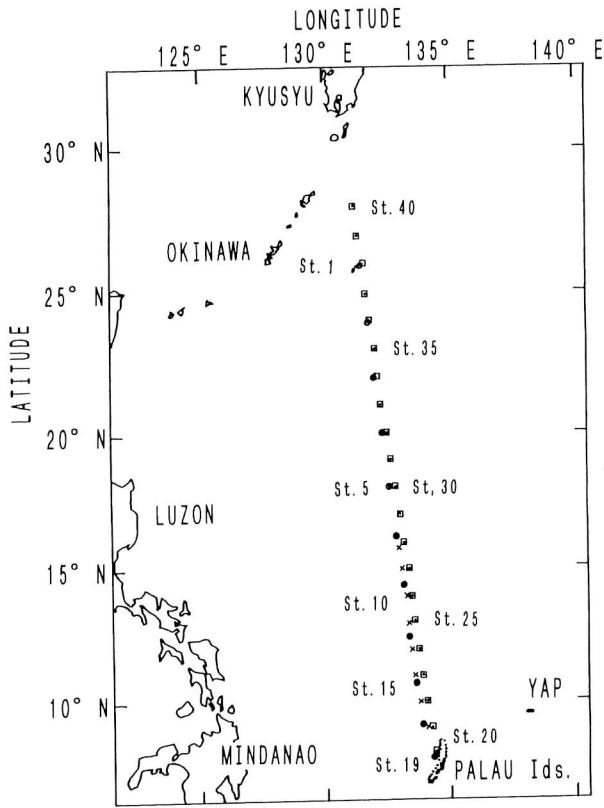 LONGITUDE
125° E 130° E 135° E 140° E
KYUSYU
30° N
St. 40
OKINAWA
St. 1
25° N
St. 35
LATITUDE
20° N
St. 5 St, 30
LUZON
15° N
St. 10
St. 25
St. 15
YAP
10° N
St. 20
MINDANAO St. 19
PALAU Ids.